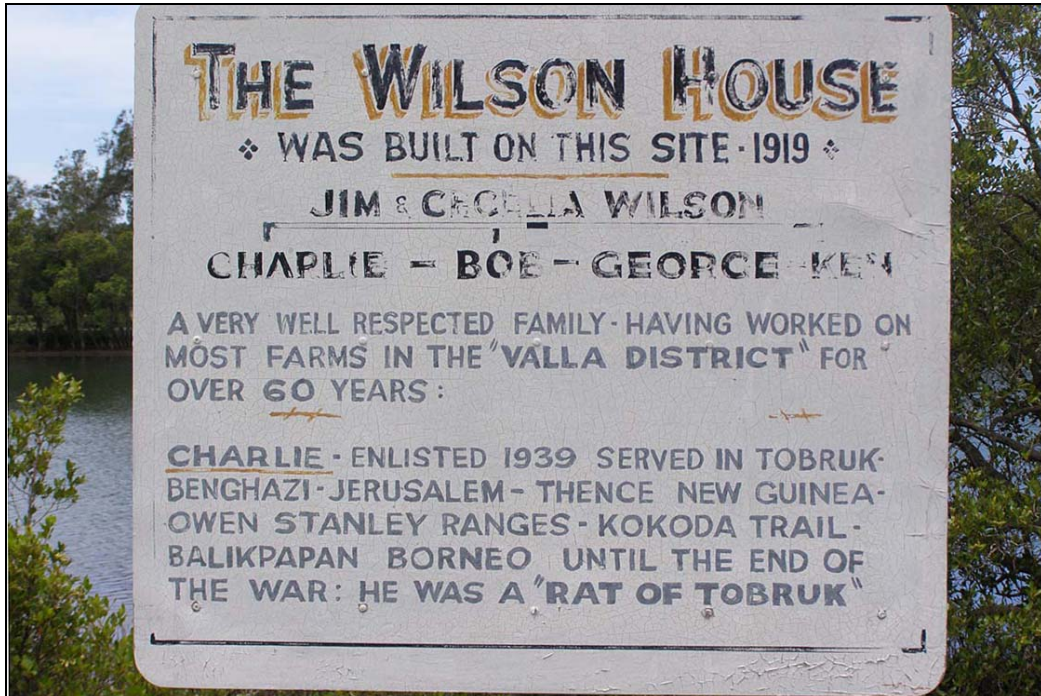 THE WILSON HOUSE
WAS BUILT ON THIS SITE · 1919
JIM & CECELIA WILSON
CHARLIE - BOB - GEORGE - KEN
A VERY WELL RESPECTED FAMILY - HAVING WORKED ON
MOST FARMS IN THE "VALLA DISTRICT" FOR
OVER 60 YEARS:
CHARLIE - ENLISTED 1939 SERVED IN TOBRUK-
BENGHAZI - JERUSALEM - THENCE NEW GUINEA-
OWEN STANLEY RANGES - KOKODA TRAIL -
BALIKPAPAN BORNEO UNTIL THE END OF
THE WAR: HE WAS A "RAT OF TOBRUK"